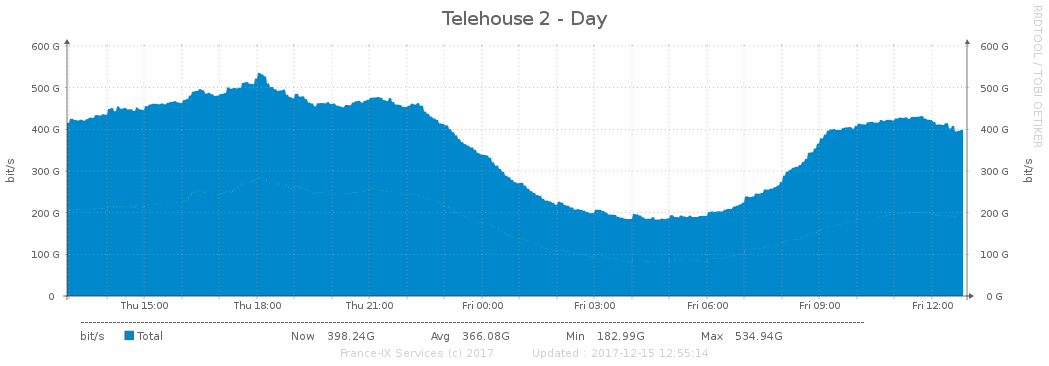 Telehouse 2 - Day
RRDTOOL / TOBI OETIKER
600 G 600 G
500 G 500 G
400 G 400 G
300 G 300 G
200 G 200 G
100 G 100 G
0 0 G
bit/s bit/s
Thu 15:00 Thu 18:00 Thu 21:00 Fri 00:00 Fri 03:00 Fri 06:00 Fri 09:00 Fri 12:00
bit/s Total Now 398.24G Avg 366.08G Min 182.99G Max 534.94G
France-IX Services (c) 2017 Updated : 2017-12-15 12:55:14